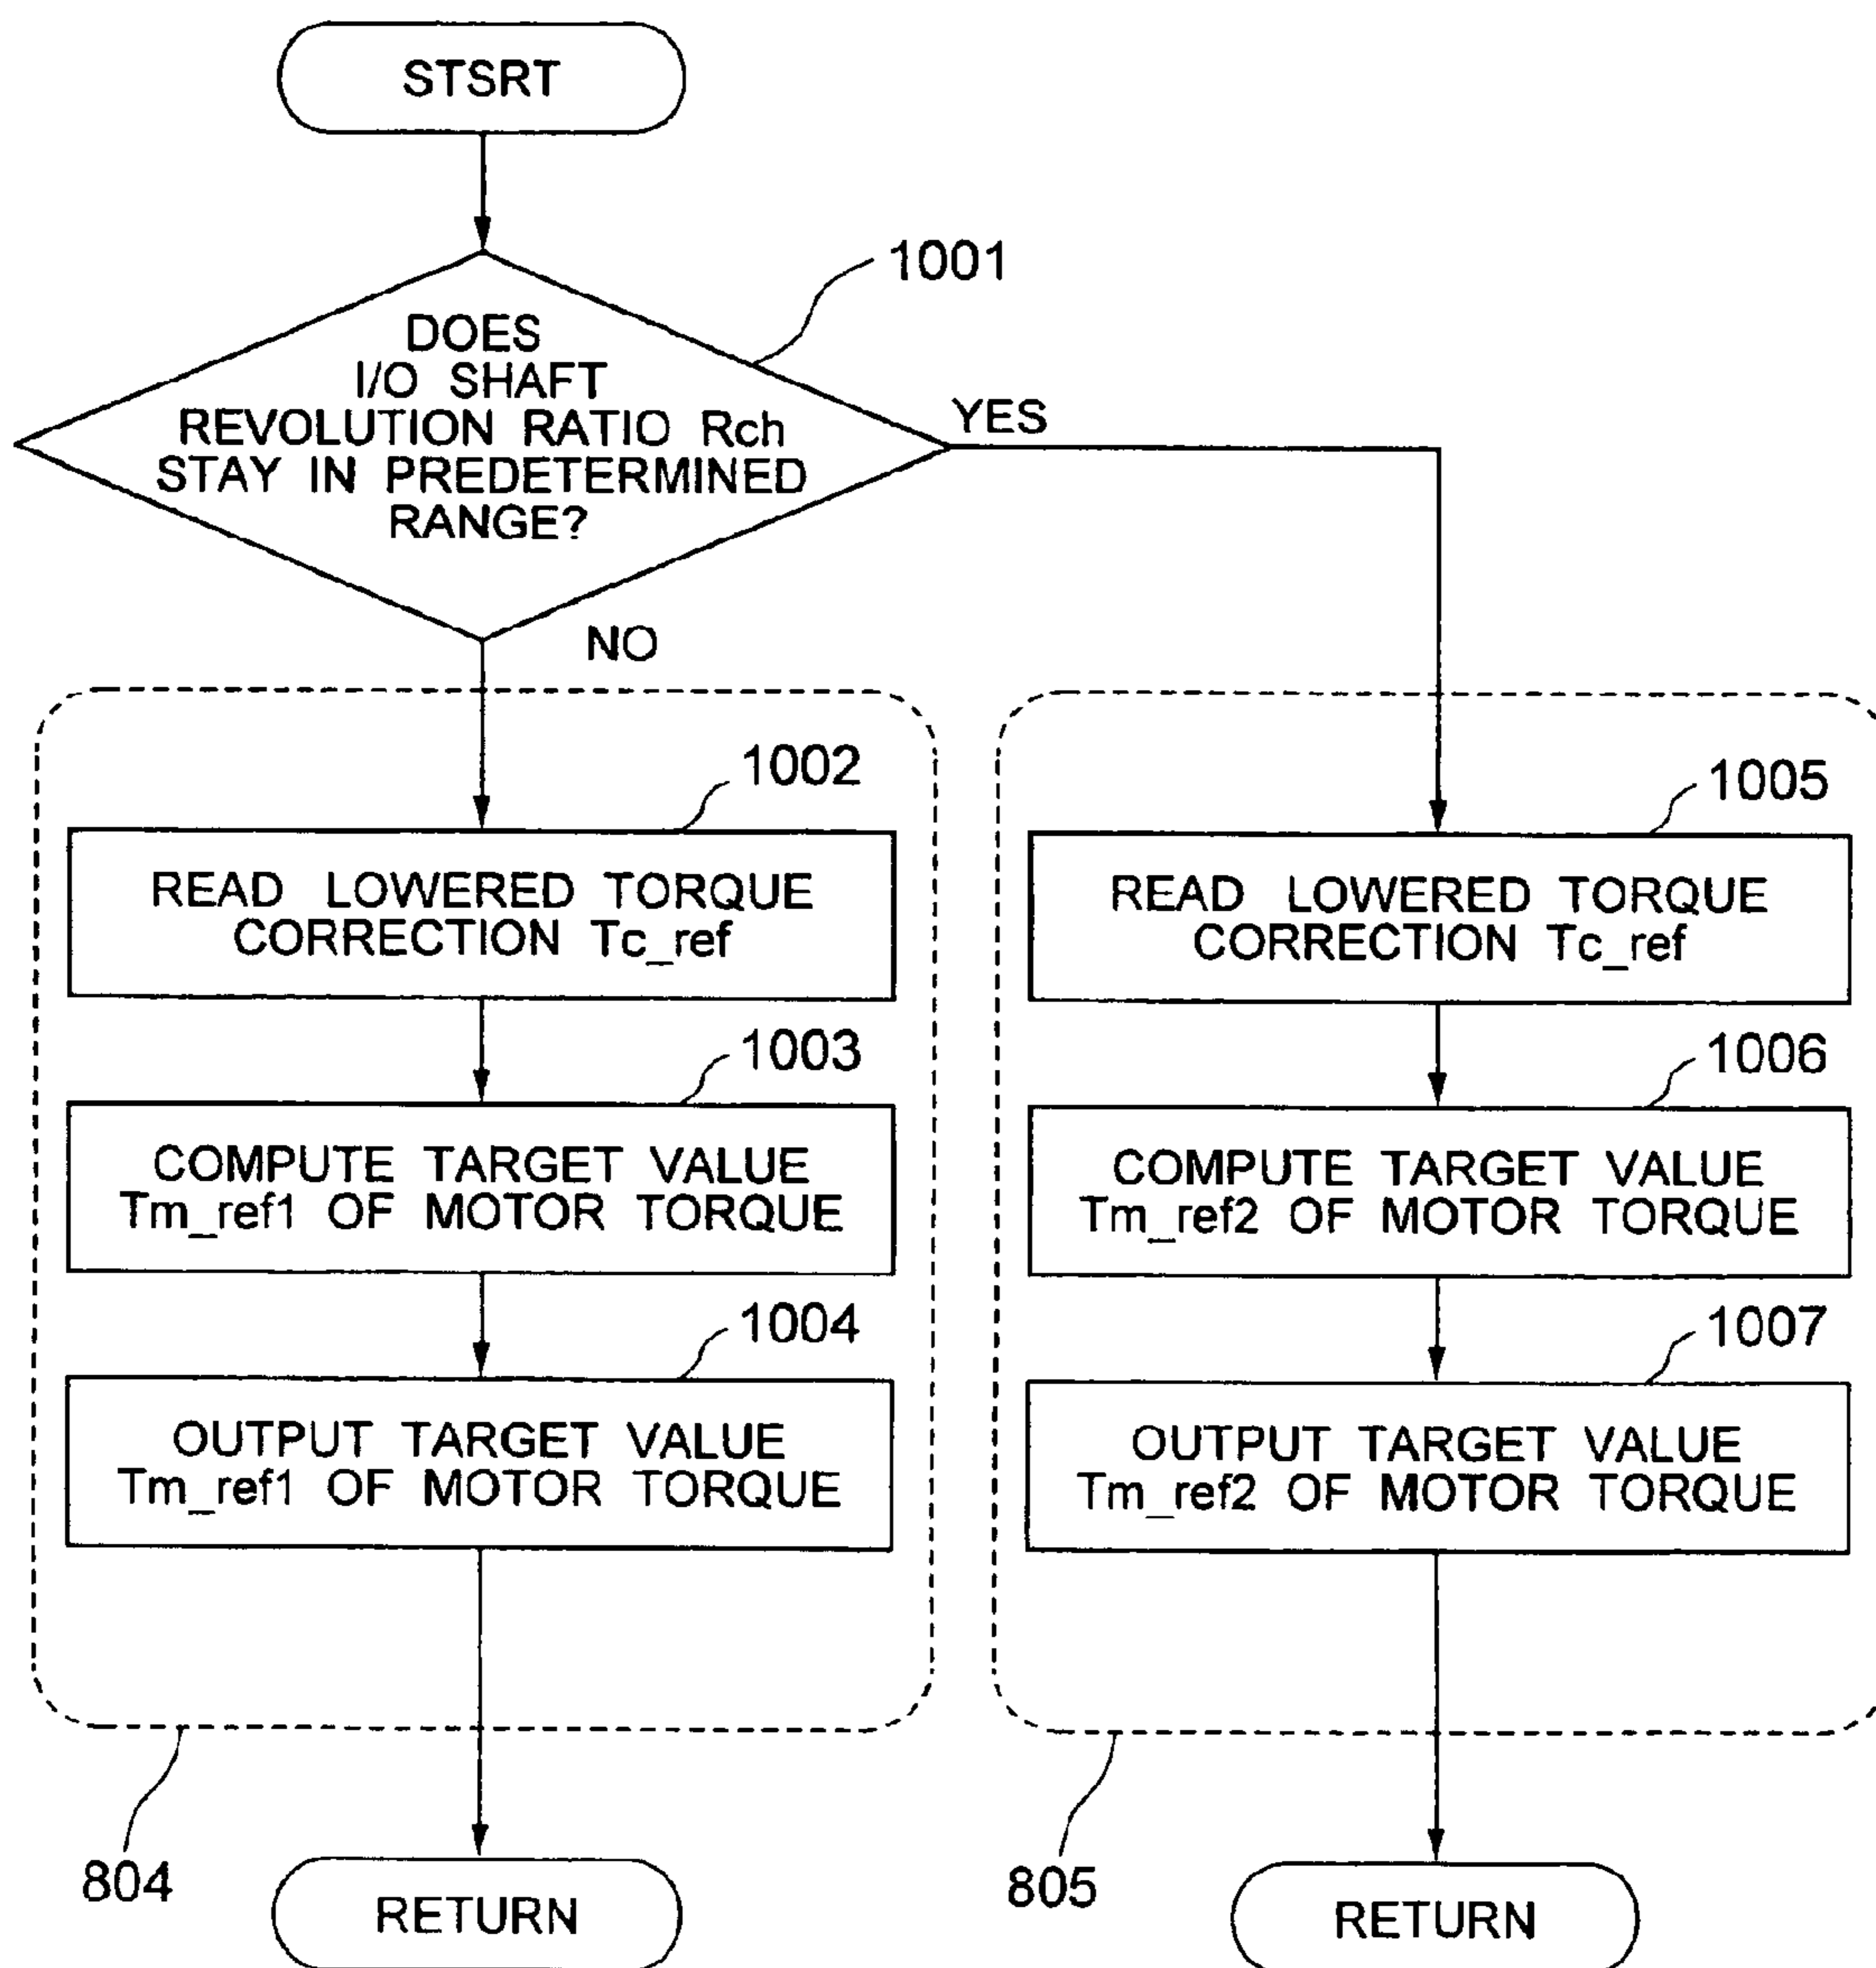 STSRT
1001
DOES
I/O SHAFT
REVOLUTION RATIO Rch
STAY IN PREDETERMINED
RANGE?
YES
NO
1002
READ LOWERED TORQUE
CORRECTION Tc_ref
1003
COMPUTE TARGET VALUE
Tm_ref1 OF MOTOR TORQUE
1004
OUTPUT TARGET VALUE
Tm_ref1 OF MOTOR TORQUE
804
RETURN
1005
READ LOWERED TORQUE
CORRECTION Tc_ref
1006
COMPUTE TARGET VALUE
Tm_ref2 OF MOTOR TORQUE
1007
OUTPUT TARGET VALUE
Tm_ref2 OF MOTOR TORQUE
805
RETURN